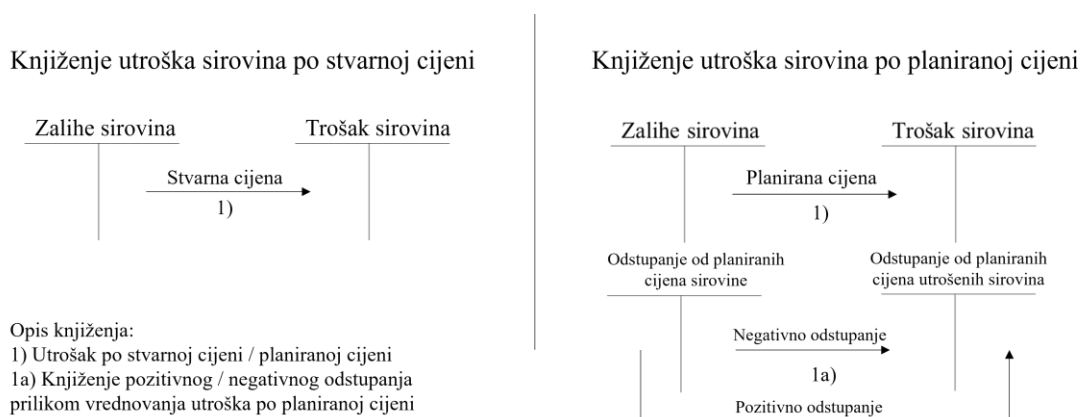 Knjiženje utroška sirovina po stvarnoj cijeni
Zalihe sirovina
Trošak sirovina
Stvarna cijena
1)
Opis knjiženja:
1) Utrošak po stvarnoj cijeni / planiranoj cijeni
1a) Knjiženje pozitivnog / negativnog odstupanja
prilikom vrednovanja utroška po planiranoj cijeni
Knjiženje utroška sirovina po planiranoj cijeni
Zalihe sirovina
Trošak sirovina
Planirana cijena
1)
Odstupanje od planiranih
cijena sirovine
Odstupanje od planiranih
cijena utrošenih sirovina
Negativno odstupanje
1a)
Pozitivno odstupanje